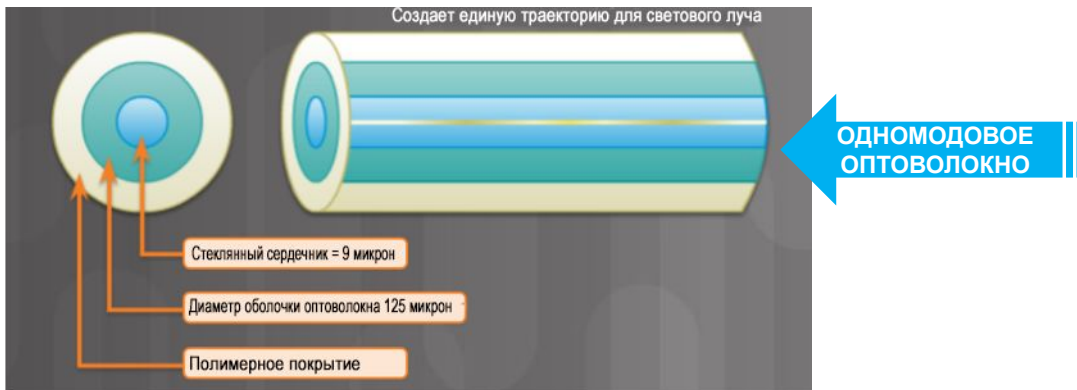 Создает единую траекторию для светового луча
ОДНОМОДОВОЕ
ОПТОВОЛОКНО
Стеклянный сердечник = 9 микрон
Диаметр оболочки оптоволокна 125 микрон
Полимерное покрытие